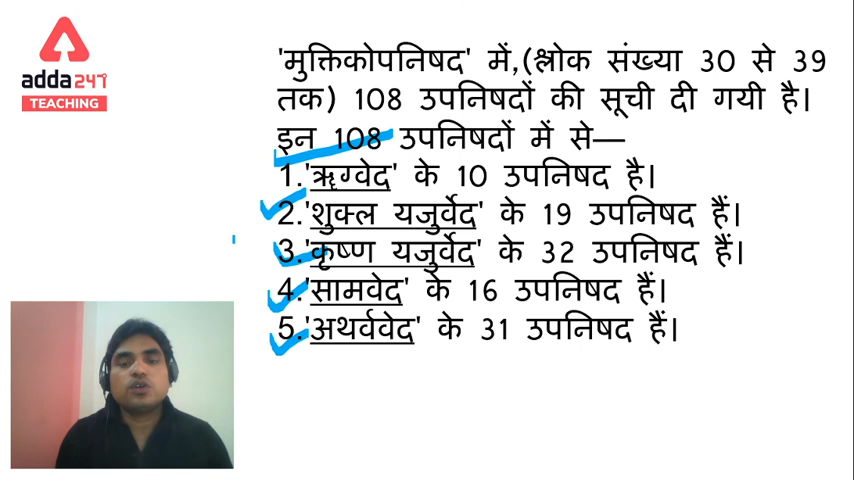 adda247
TEACHING
'मुक्तिकोपनिषद' में,(श्लोक संख्या 30 से 39
तक) 108 उपनिषदों की सूची दी गयी है।
इन 108 उपनिषदों में से—
1.'ॠग्वेद' के 10 उपनिषद है।
2.'शुक्ल यजुर्वेद' के 19 उपनिषद हैं।
3.'कृष्ण यजुर्वेद' के 32 उपनिषद हैं।
4.'सामवेद' के 16 उपनिषद हैं।
5.'अथर्ववेद' के 31 उपनिषद हैं।